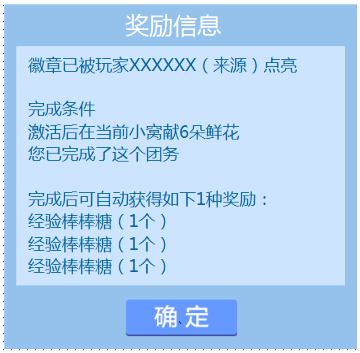 奖励信息
徽章已被玩家XXXXXX（来源）点亮
完成条件
激活后在当前小窝献6朵鲜花
您已完成了这个团务
完成后可自动获得如下1种奖励：
经验棒棒糖（1个）
经验棒棒糖（1个）
经验棒棒糖（1个）
确定